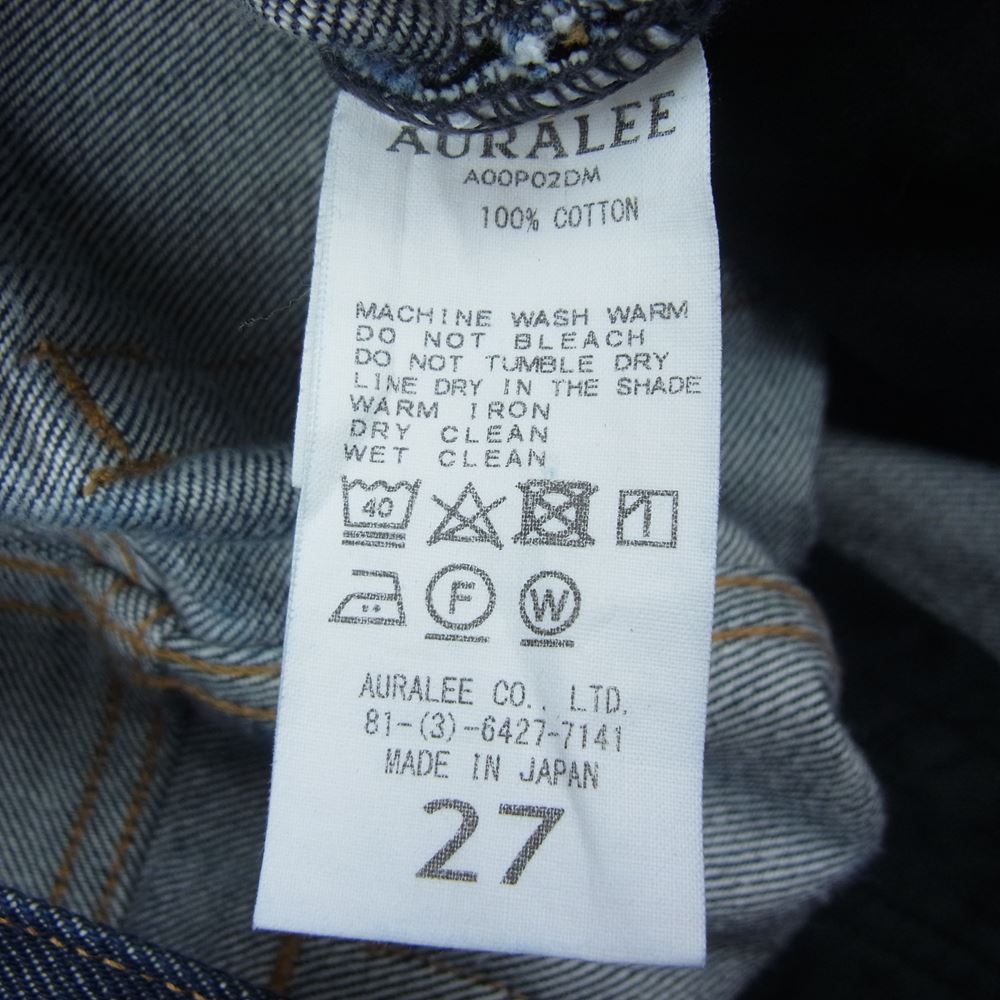 AURALEE
A00P02DM
100% COTTON
MACHINE WASH WARM
DO NOT BLEACH
DO NOT TUMBLE DRY
LINE DRY IN THE SHADE
WARM IRON
DRY CLEAN
WET CLEAN
40
F W
AURALEE CO., LTD.
81-(3)-6427-7141
MADE IN JAPAN
27